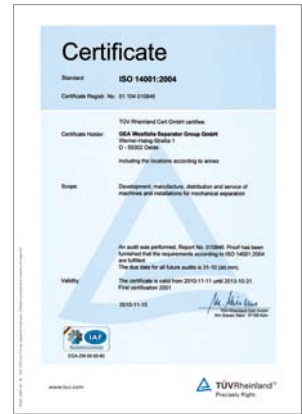 Certificate
Standard ISO 14001:2004
Certificate Registr. No. 01 104 010846
TÜV Rheinland Cert GmbH certifies:
Certificate Holder: GEA Westfalia Separator Group GmbH
Werner-Habig-Straße 1
D - 59302 Oelde
including the locations according to annex
Scope: Development, manufacture, distribution and service of
machines and installations for mechanical separation
An audit was performed, Report No. 010846. Proof has been
furnished that the requirements according to ISO 14001:2004
are fulfilled.
The due date for all future audits is 31-10 (dd.mm).
Validity: The certificate is valid from 2010-11-11 until 2013-10-31.
First certification 2001
2010-11-15
TÜV Rheinland Cert GmbH
IAF
www.tuv.com
TÜVRheinland®
Precisely Right.